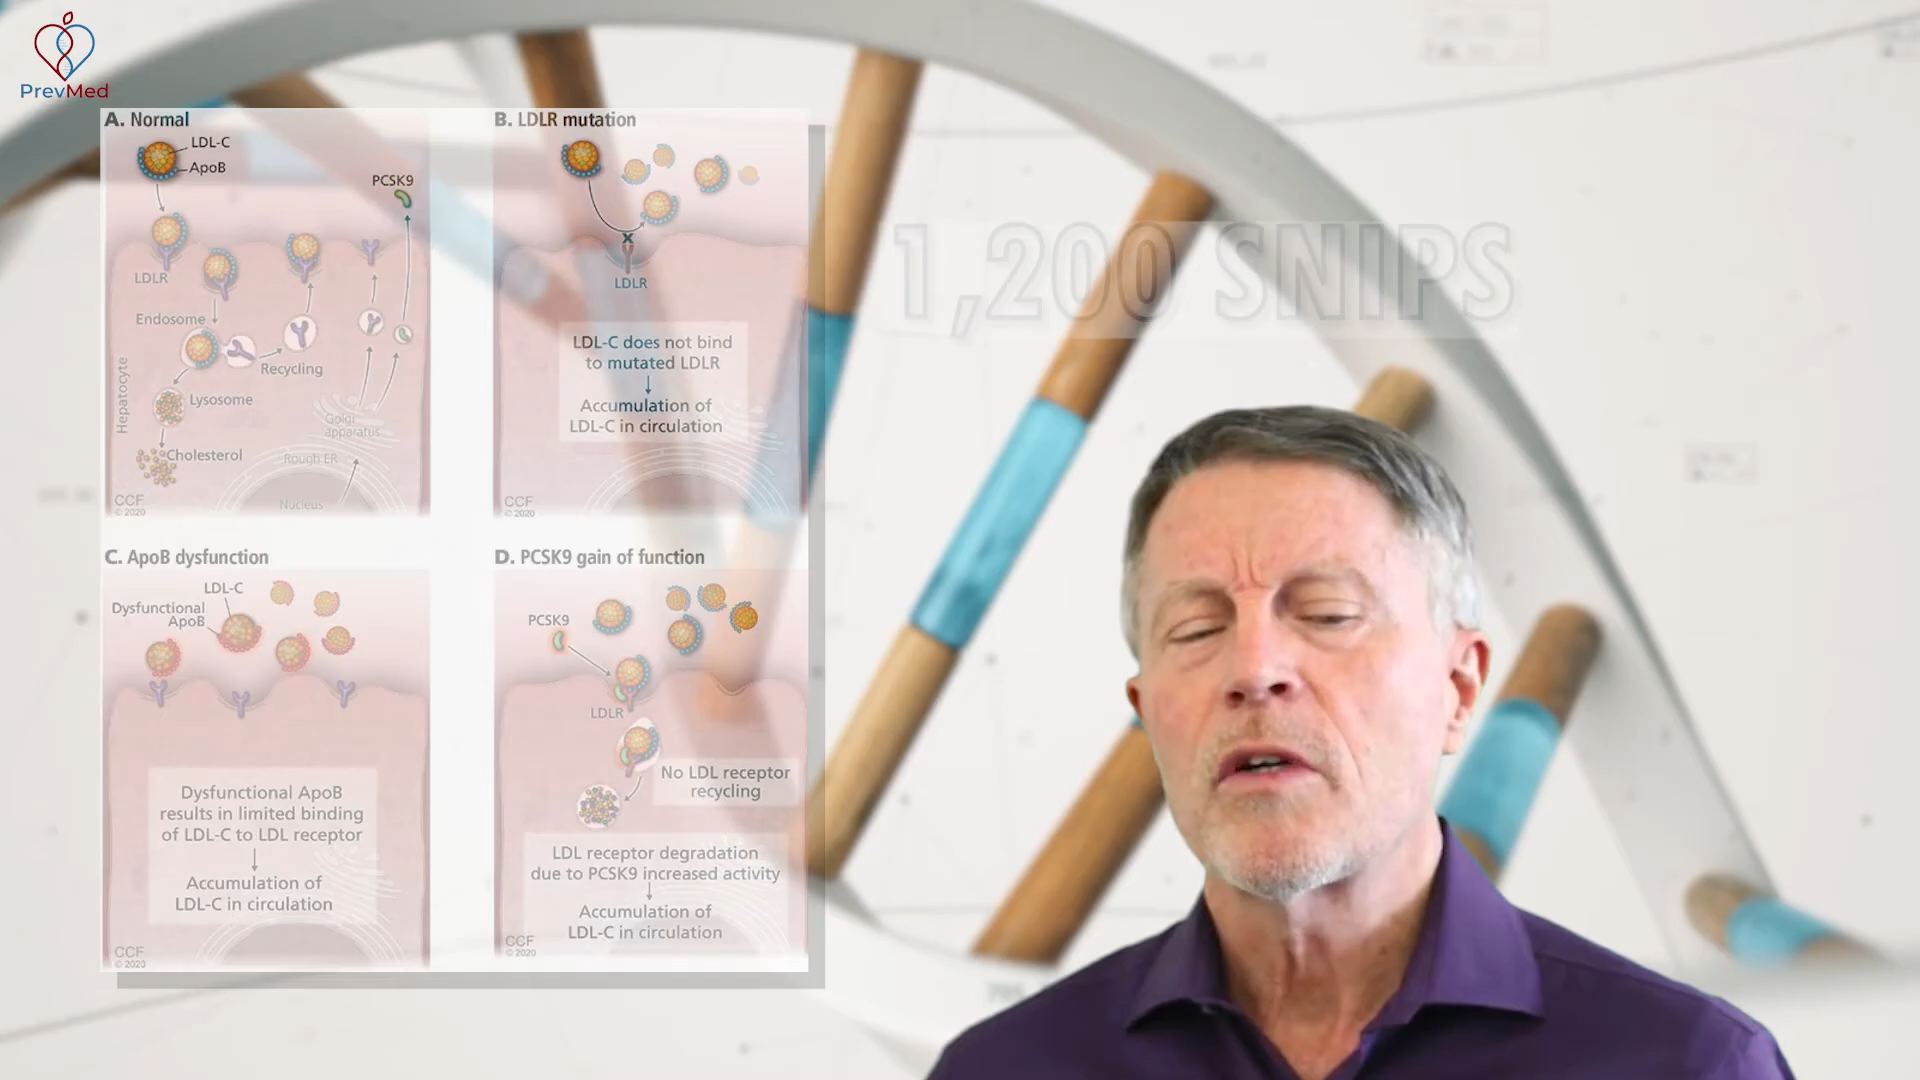 PrevMed
A. Normal
LDL-C
ApoB
PCSK9
LDLR
Endosome
Recycling
Hepatocyte
Lysosome
Golgi
apparatus
Cholesterol
Rough ER
Nucleus
CCF
© 2020
B. LDLR mutation
LDLR
LDL-C does not bind
to mutated LDLR
Accumulation of
LDL-C in circulation
CCF
© 2020
1,200 SNIPS
C. ApoB dysfunction
LDL-C
Dysfunctional
ApoB
Dysfunctional ApoB
results in limited binding
of LDL-C to LDL receptor
Accumulation of
LDL-C in circulation
CCF
© 2020
D. PCSK9 gain of function
PCSK9
LDLR
No LDL receptor
recycling
LDL receptor degradation
due to PCSK9 increased activity
Accumulation of
LDL-C in circulation
CCF
© 2020